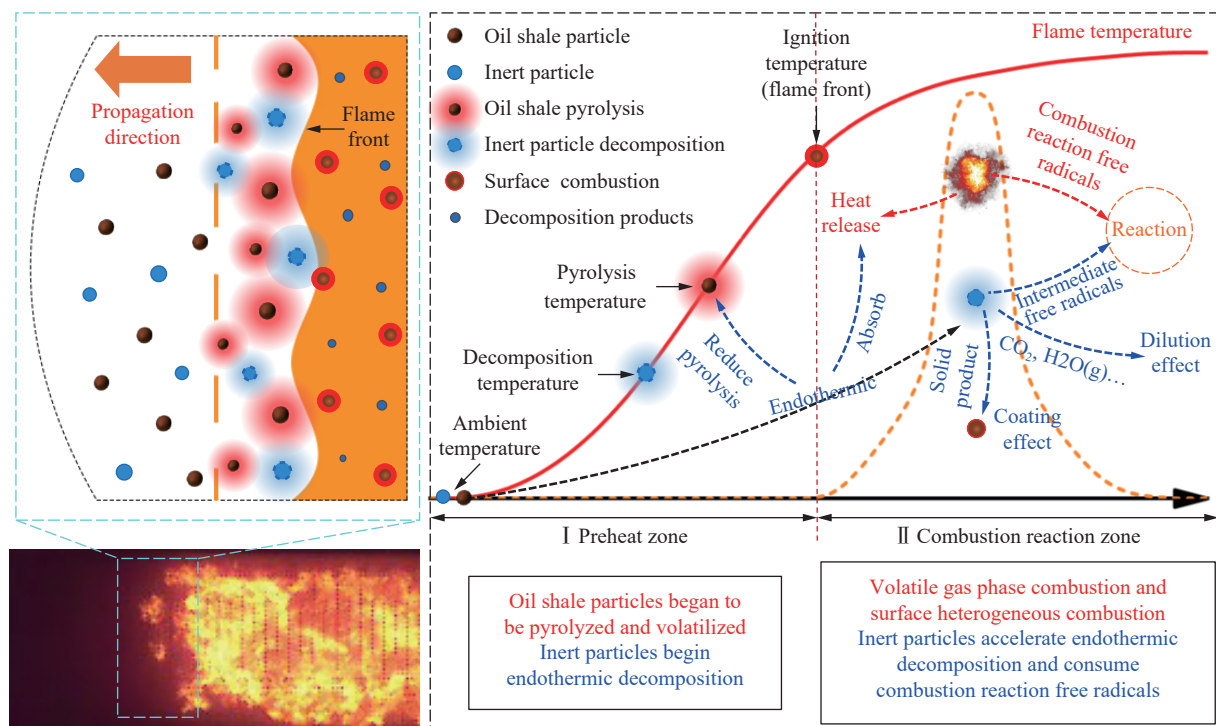 Propagation
direction
Flame
front
Oil shale particle
Inert particle
Oil shale pyrolysis
Inert particle decomposition
Surface combustion
Decomposition products
Ignition
temperature
(flame front)
Flame temperature
Combustion
reaction free
radicals
Heat
release
Reaction
Pyrolysis
temperature
Intermediate
free radicals
Absorb
Reduce
pyrolysis
Decomposition
temperature
Endothermic
Solid
product
CO₂, H2O(g)…
Dilution
effect
Coating
effect
Ambient
temperature
Ⅰ Preheat zone
Ⅱ Combustion reaction zone
Oil shale particles began to
be pyrolyzed and volatilized
Inert particles begin
endothermic decomposition
Volatile gas phase combustion and
surface heterogeneous combustion
Inert particles accelerate endothermic
decomposition and consume
combustion reaction free radicals